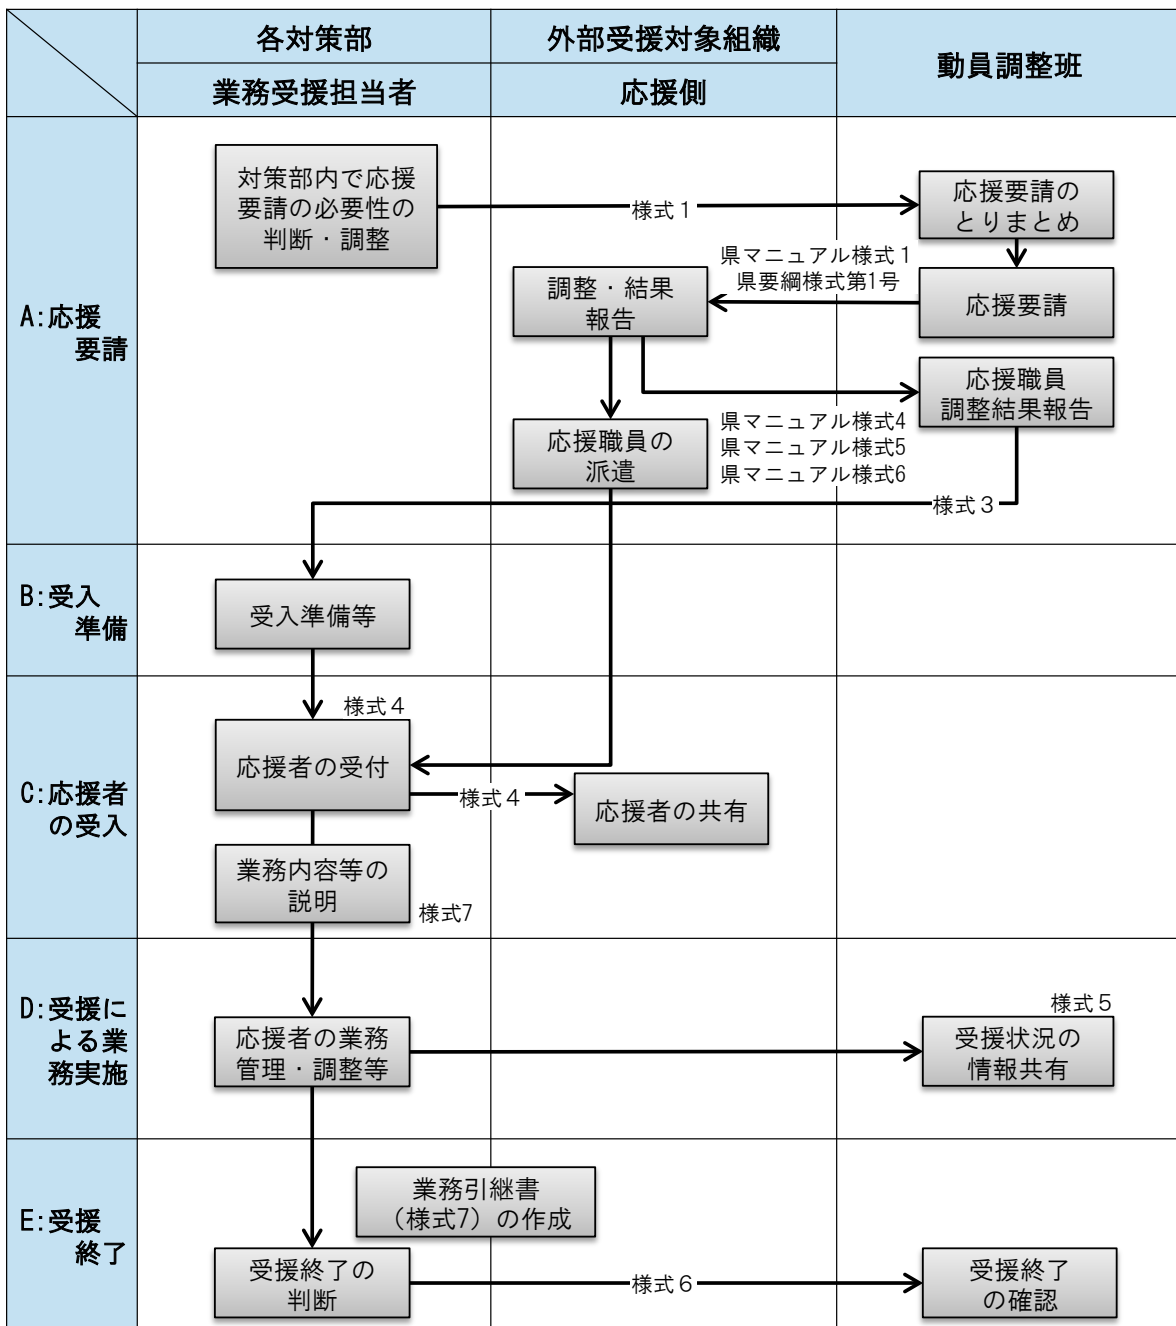 各対策部
外部受援対象組織
動員調整班
業務受援担当者
応援側
A:応援
要請
対策部内で応援
要請の必要性の
判断・調整
様式1
応援要請の
とりまとめ
県マニュアル様式1
県要綱様式第1号
調整・結果
報告
応援要請
応援職員
調整結果報告
応援職員の
派遣
県マニュアル様式4
県マニュアル様式5
県マニュアル様式6
様式3
B:受入
準備
受入準備等
C:応援者
の受入
様式4
応援者の受付
様式4
応援者の共有
業務内容等の
説明
様式7
D:受援に
よる業
務実施
応援者の業務
管理・調整等
様式5
受援状況の
情報共有
E:受援
終了
業務引継書
（様式7）の作成
受援終了の
判断
様式6
受援終了
の確認